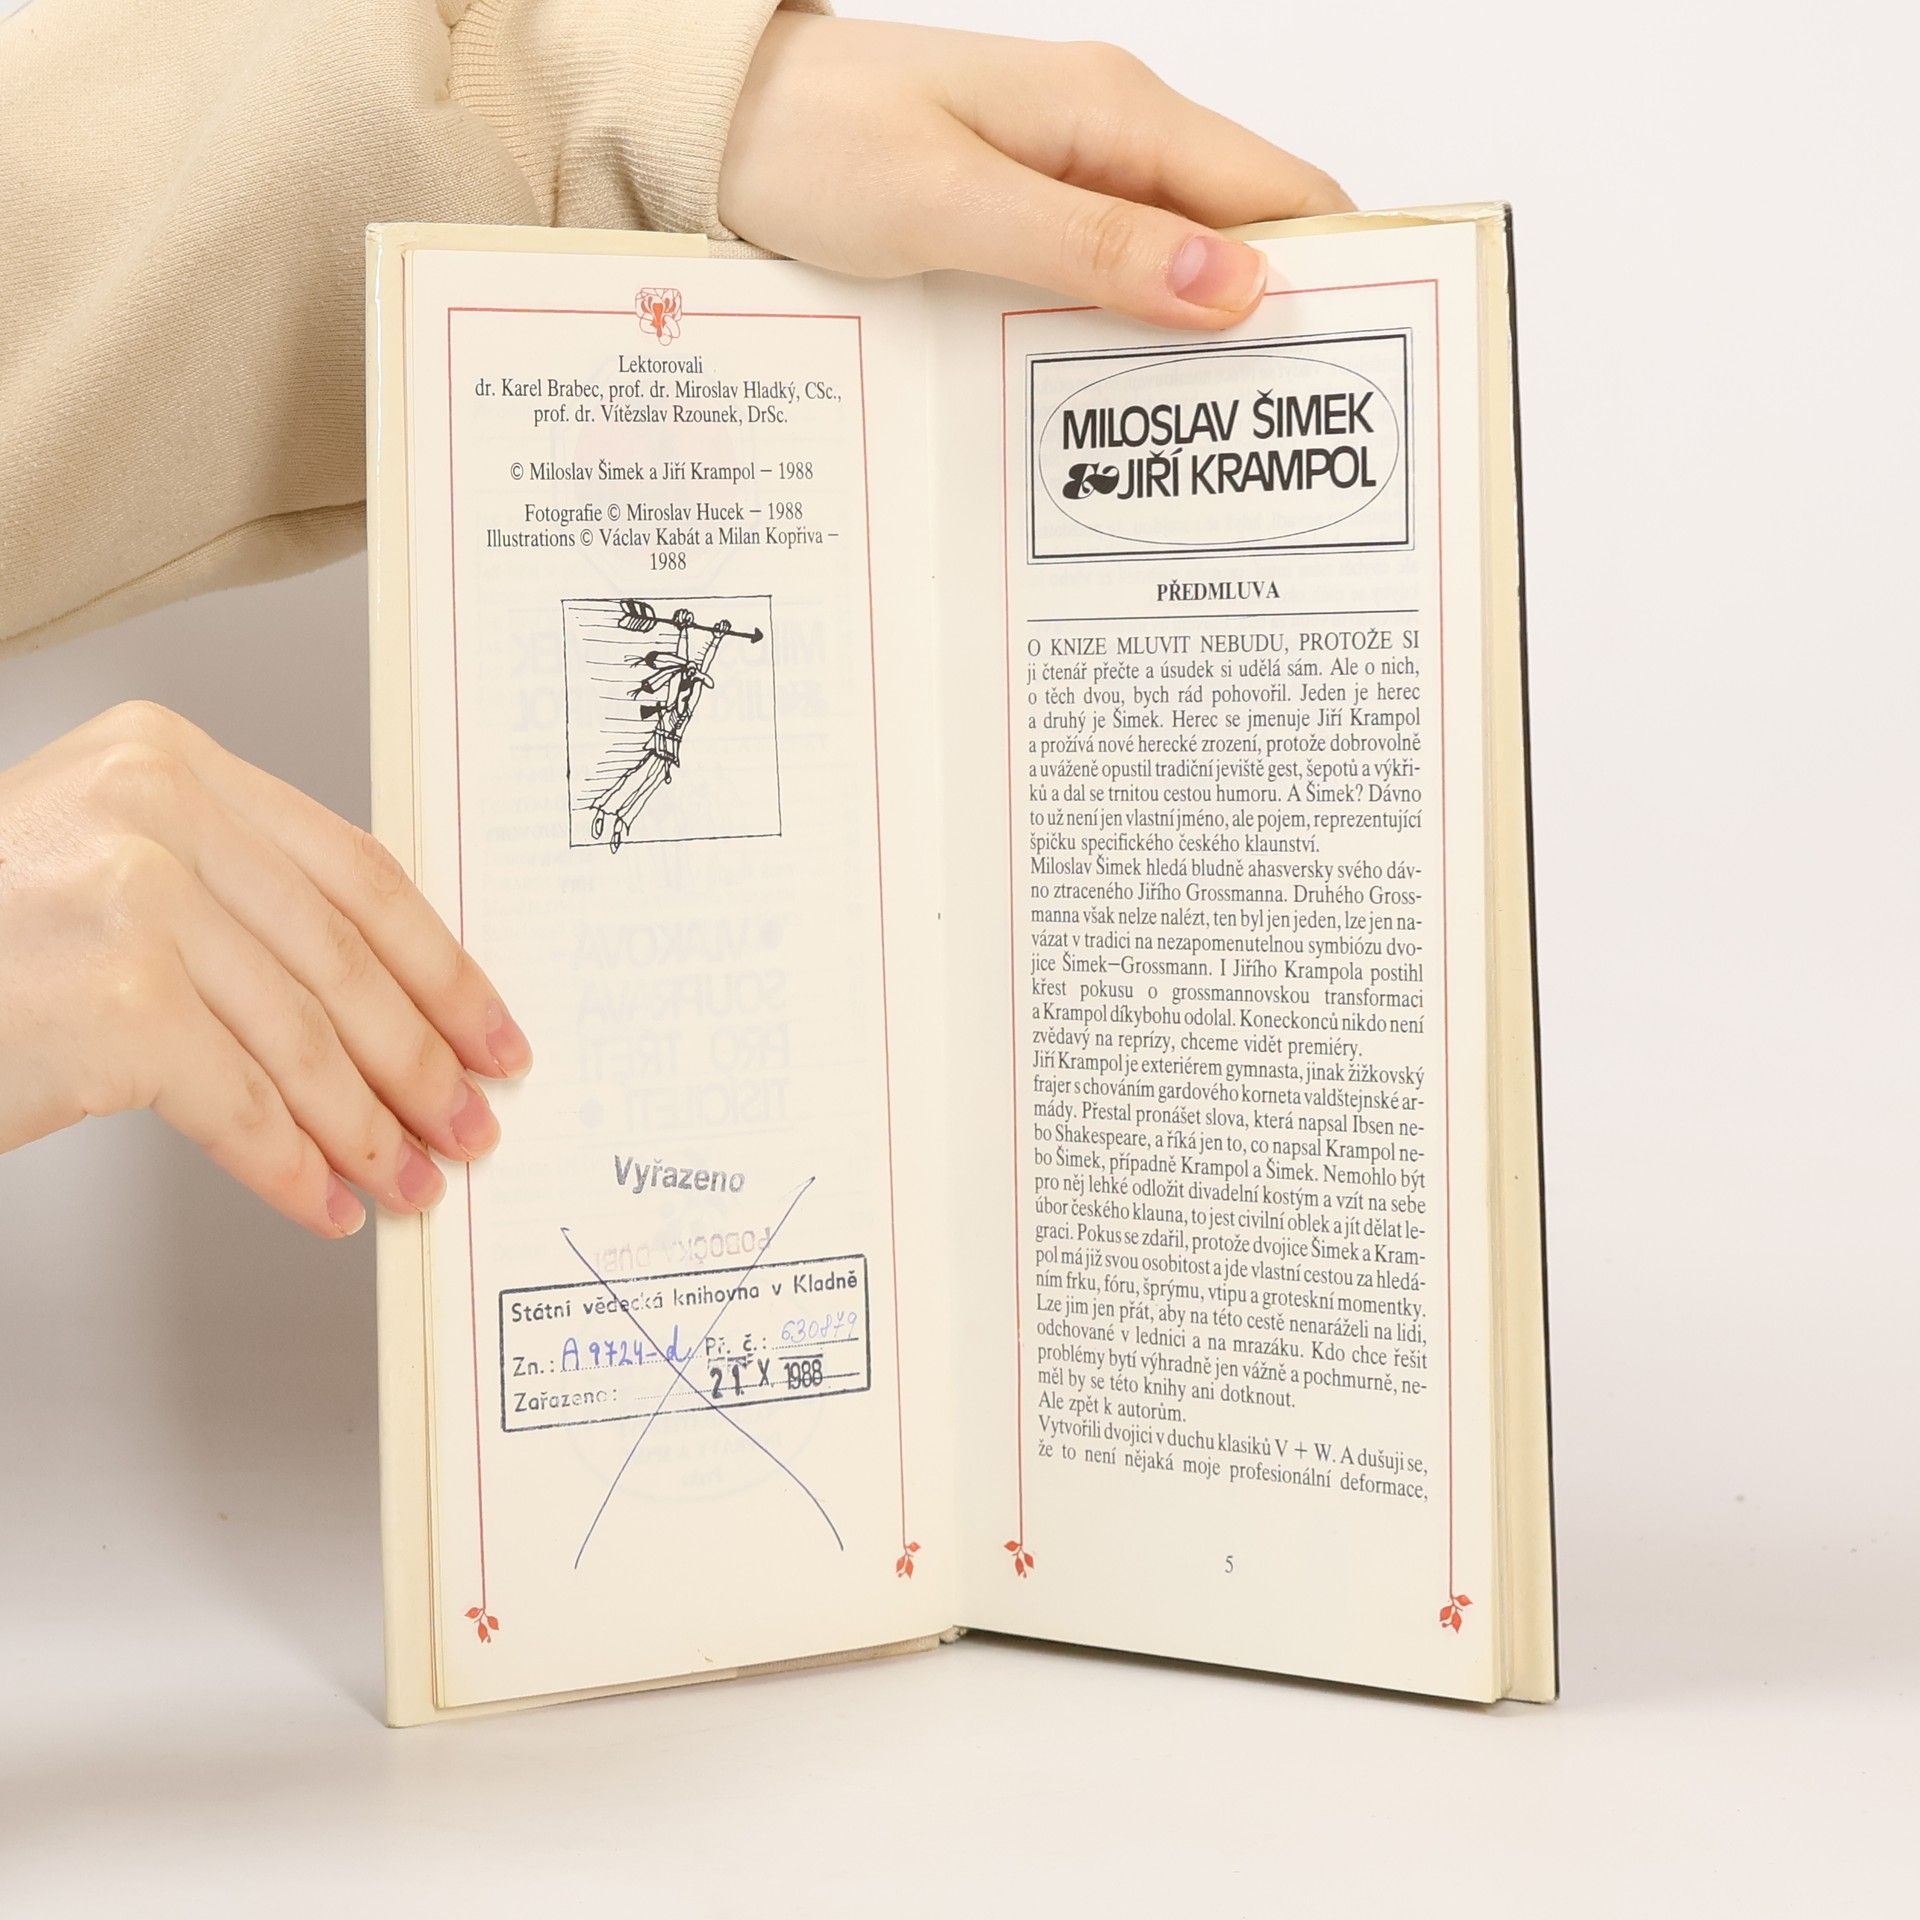 Lektorovali
dr. Karel Brabec, prof. dr. Miroslav Hladký, CSc.,
prof. dr. Vítězslav Rzounek, DrSc.
© Miloslav Šimek a Jiří Krampol – 1988
Fotografie © Miroslav Hucek – 1988
Illustrations © Václav Kabát a Milan Kopřiva –
1988
Vyřazeno
Státní vědecká knihovna v Kladně
Zn.: A 9724-d Př. č.: 630879
Zařazeno: 21. X. 1988
MILOSLAV ŠIMEK
& JIŘÍ KRAMPOL
PŘEDMLUVA
O KNIZE MLUVIT NEBUDU, PROTOŽE SI
ji čtenář přečte a úsudek si udělá sám. Ale o nich,
o těch dvou, bych rád pohovořil. Jeden je herec
a druhý je Šimek. Herec se jmenuje Jiří Krampol
a prožívá nové herecké zrození, protože dobrovolně
a uváženě opustil tradiční jeviště gest, šepotů a výkři-
ků a dal se trnitou cestou humoru. A Šimek? Dávno
to už není jen vlastní jméno, ale pojem, reprezentující
špičku specifického českého klaunství.
Miloslav Šimek hledá bludně ahasversky svého dáv-
no ztraceného Jiřího Grossmanna. Druhého Gross-
manna však nelze nalézt, ten byl jen jeden, lze jen na-
vázat v tradici na nezapomenutelnou symbiózu dvo-
jice Šimek–Grossmann. I Jiřího Krampola postihl
křest pokusu o grossmannovskou transformaci
a Krampol díkybohu odolal. Koneckonců nikdo není
zvědavý na reprízy, chceme vidět premiéry.
Jiří Krampol je exteriérem gymnasta, jinak žižkovský
frajer s chováním gardového korneta valdštejnské ar-
mády. Přestal pronášet slova, která napsal Ibsen ne-
bo Shakespeare, a říká jen to, co napsal Krampol ne-
bo Šimek, případně Krampol a Šimek. Nemohlo být
pro něj lehké odložit divadelní kostým a vzít na sebe
úbor českého klauna, to jest civilní oblek a jít dělat le-
graci. Pokus se zdařil, protože dvojice Šimek a Kram-
pol má již svou osobitost a jde vlastní cestou za hledá-
ním frku, fóru, šprýmu, vtipu a groteskní momentky.
Lze jim jen přát, aby na této cestě nenaráželi na lidi,
odchované v lednici a na mrazáku. Kdo chce řešit
problémy bytí výhradně jen vážně a pochmurně, ne-
měl by se této knihy ani dotknout.
Ale zpět k autorům.
Vytvořili dvojici v duchu klasiků V + W. A dušuji se,
že to není nějaká moje profesionální deformace,
5